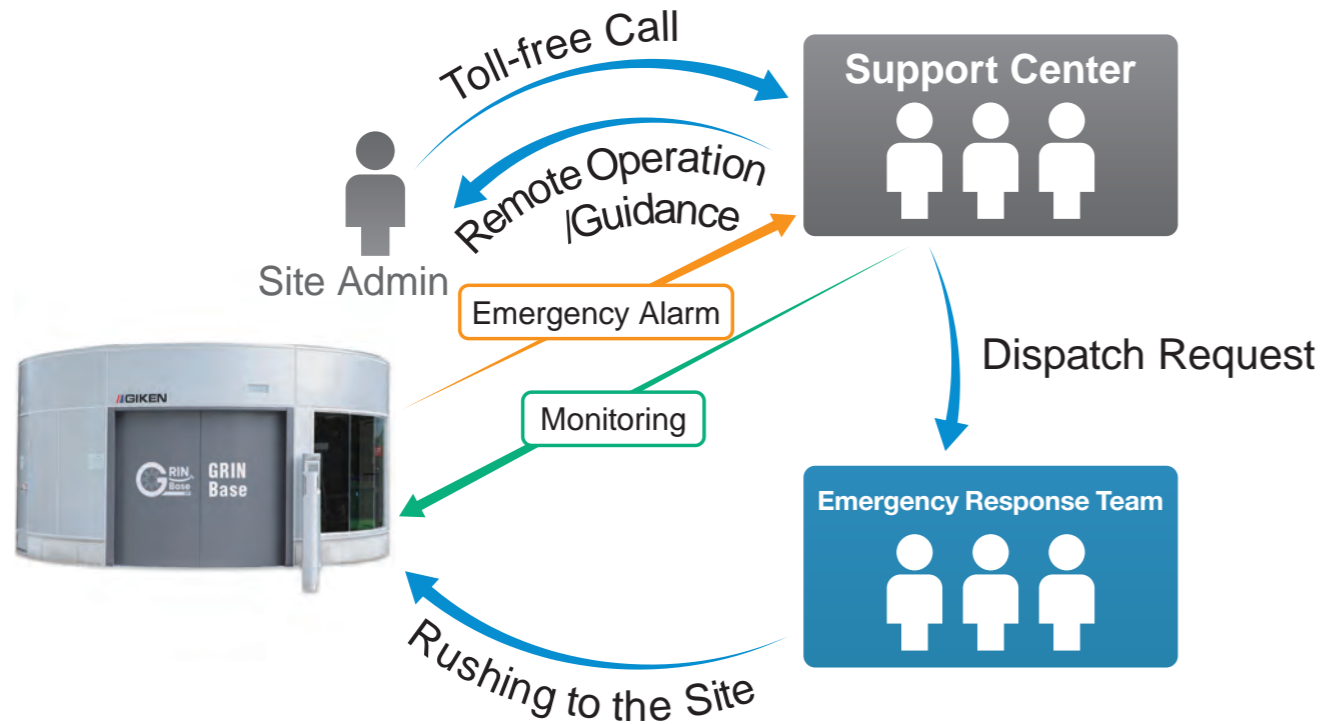 Toll-free Call
Support Center
Remote Operation
/Guidance
Site Admin
Emergency Alarm
Dispatch Request
Monitoring
GIKEN
GRIN
Base
GRIN
Base
Emergency Response Team
Rushing to the Site